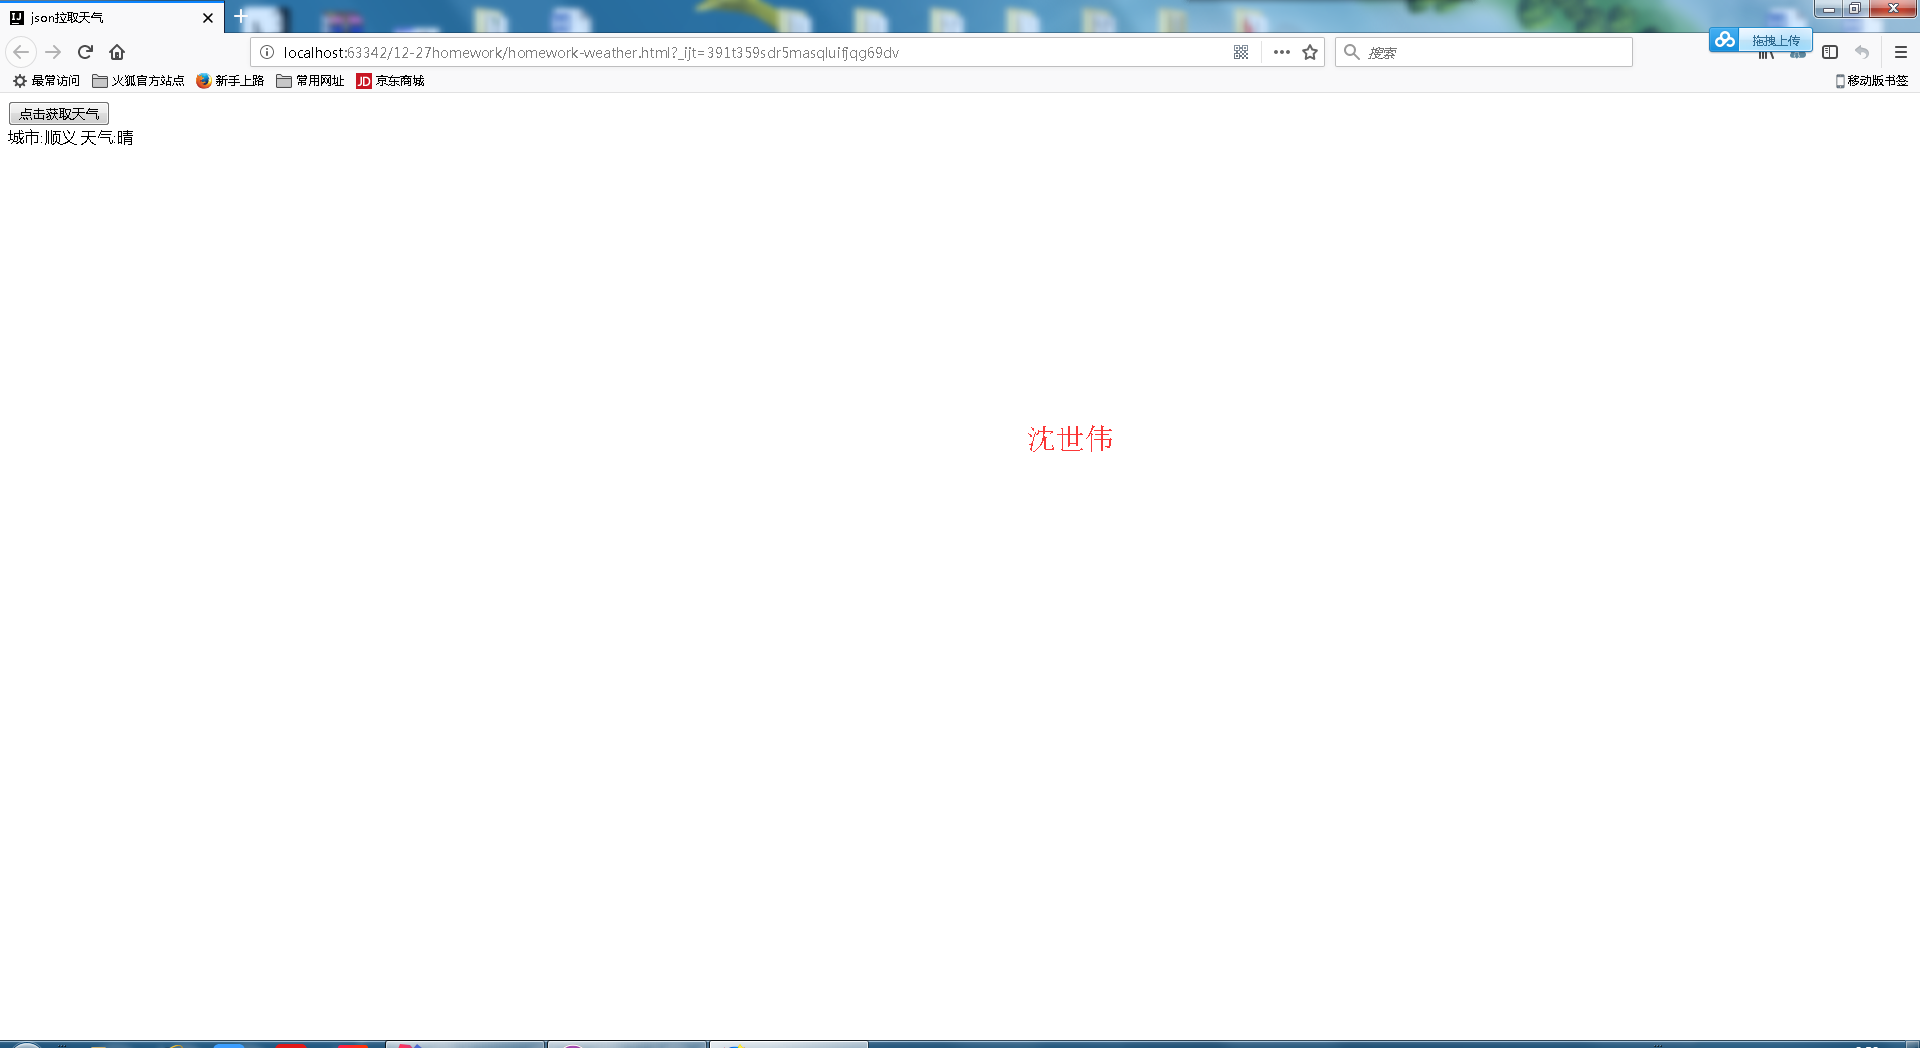 json拉取天气
localhost:63342/12-27homework/homework-weather.html?_ijt=391t359sdr5masqluifjqg69dv
搜索
拖拽上传
最常访问 火狐官方站点 新手上路 常用网址 JD 京东商城 移动版书签
点击获取天气
城市:顺义 天气:晴
沈世伟